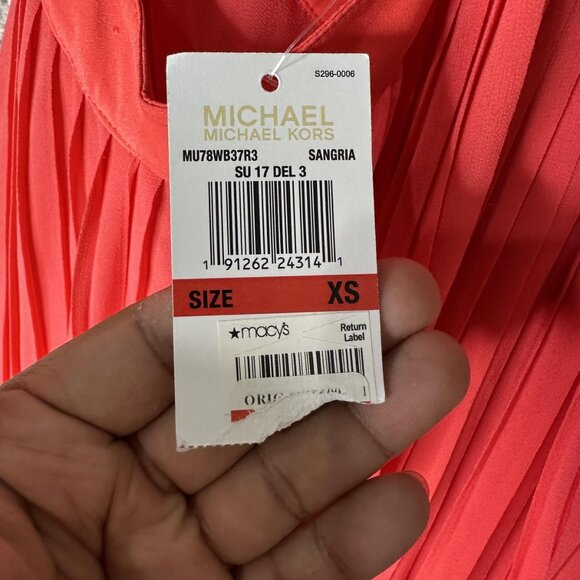 S296-0006
MICHAEL
MICHAEL KORS
MU78WB37R3 SANGRIA
SU 17 DEL 3
1 91262 24314 1
SIZE XS
★macy's Return
Label